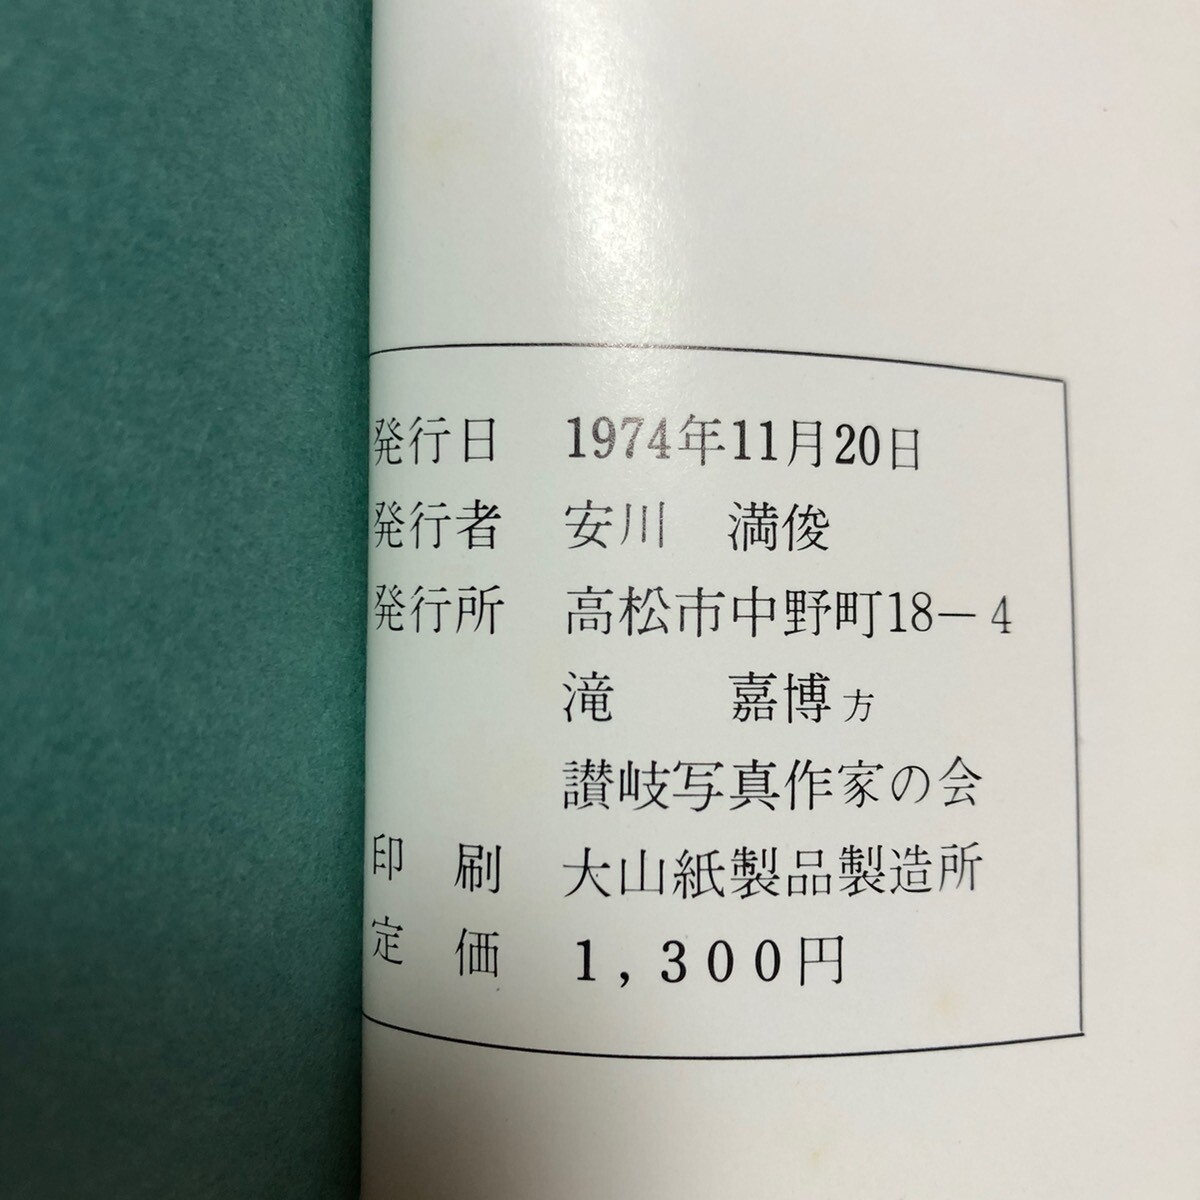 発行日 1974年11月20日
発行者 安川 満俊
発行所 高松市中野町18-4
滝 嘉博方
讃岐写真作家の会
印刷 大山紙製品製造所
定価 1,300円